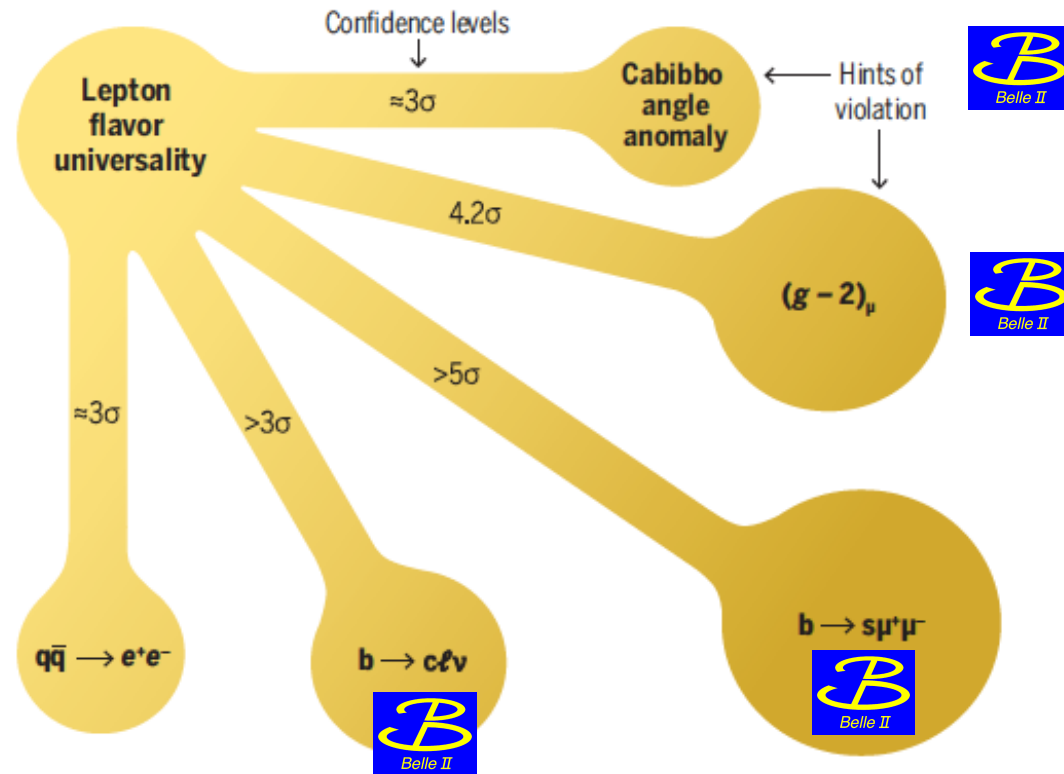 Confidence levels
Lepton
flavor
universality
≈3σ
Cabibbo
angle
anomaly
Hints of
violation
Belle II
4.2σ
(g − 2)μ
Belle II
>5σ
≈3σ
>3σ
b → sμ⁺μ⁻
Belle II
qq̄ → e⁺e⁻
b → cℓν
Belle II